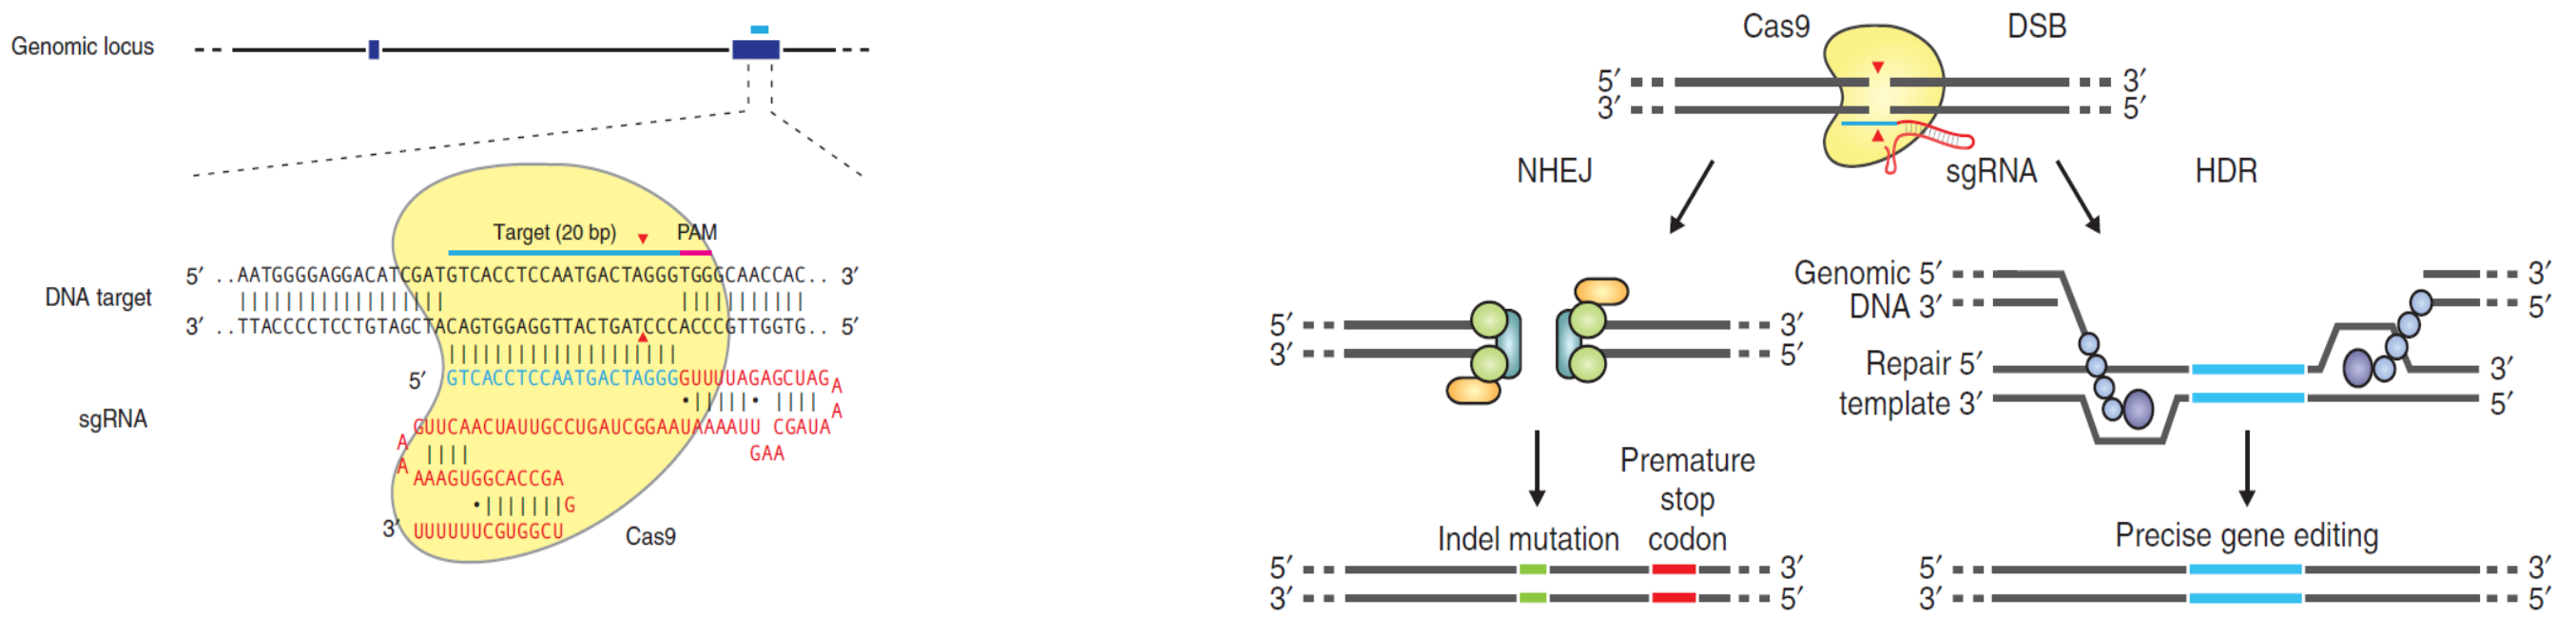 Genomic locus
Target (20 bp) PAM
DNA target
5′ ..AATGGGGAGGACATCGATGTCACCTCCAATGACTAGGGTGGGCAACCAC.. 3′
3′ ..TTACCCCTCCTGTAGCTACAGTGGAGGTTACTGATCCCACCCGTTGGTG.. 5′
sgRNA
5′ GTCACCTCCAATGACTAGGGGUUUUAGAGCUAGA
A
GUUCAACUAUUGCCUGAUCGGAAUAAAAUU CGAUA
A
GAA
A
AAAGUGGCACCGA
G
3′ UUUUUUCGUGGCU
Cas9
Cas9 DSB
5′ 3′
3′ 5′
NHEJ sgRNA HDR
5′ 3′
3′ 5′
Premature
stop
Indel mutation codon
5′ 3′
3′ 5′
Genomic 5′ 3′
DNA 3′ 5′
Repair 5′ 3′
template 3′ 5′
Precise gene editing
5′ 3′
3′ 5′